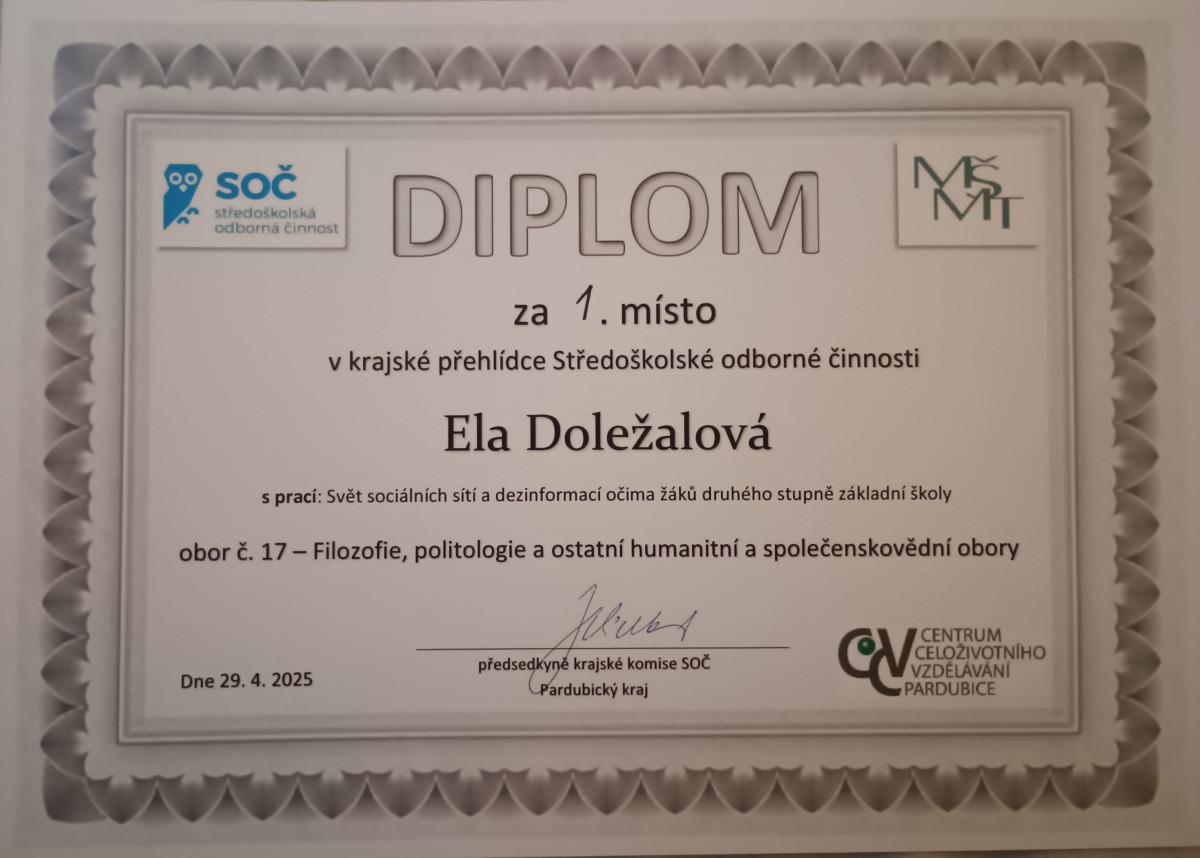 SOČ
středoškolská
odborná činnost
MŠMT
DIPLOM
za 1. místo
v krajské přehlídce Středoškolské odborné činnosti
Ela Doležalová
s prací: Svět sociálních sítí a dezinformací očima žáků druhého stupně základní školy
obor č. 17 – Filozofie, politologie a ostatní humanitní a společenskovědní obory
předsedkyně krajské komise SOČ
Pardubický kraj
Dne 29. 4. 2025
CCV
CENTRUM
CELOŽIVOTNÍHO
VZDĚLÁVÁNÍ
PARDUBICE